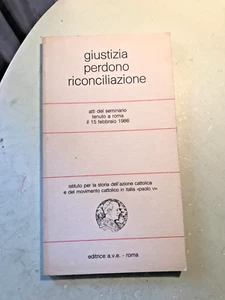 giustizia
perdono
riconciliazione
atti del seminario
tenuto a roma
il 15 febbraio 1986
istituto per la storia dell'azione cattolica
e del movimento cattolico in italia «paolo VI»
editrice a.v.e. - roma